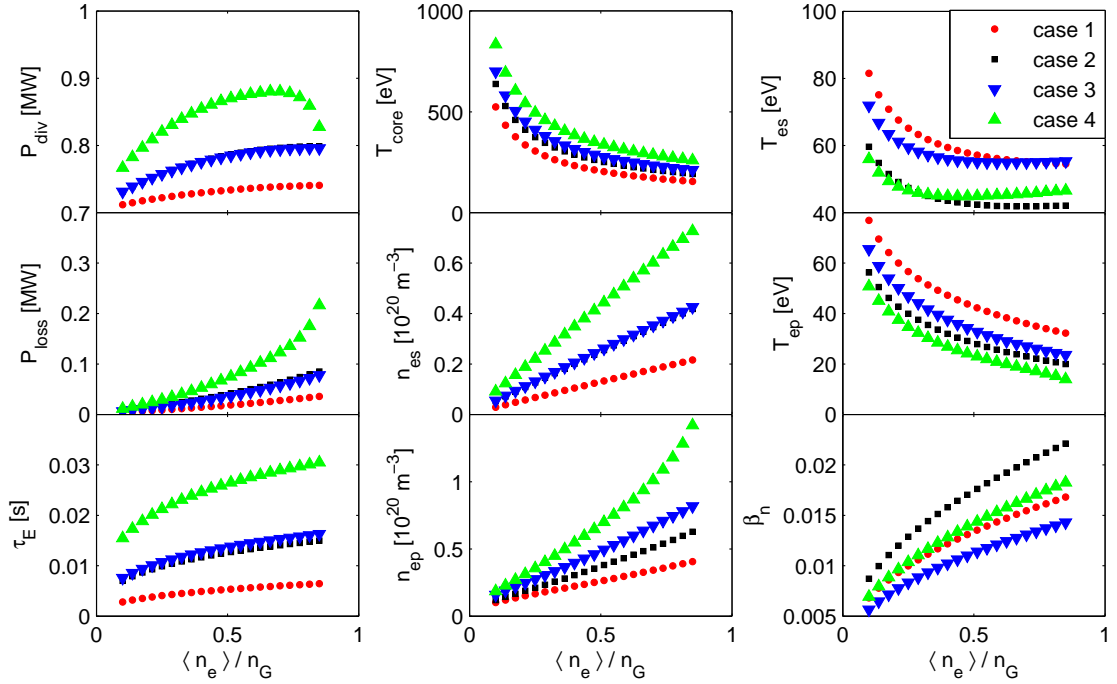 P_div [MW]
1
0.9
0.8
0.7
T_core [eV]
1000
500
0
T_es [eV]
100
80
60
40
case 1
case 2
case 3
case 4
P_loss [MW]
0.3
0.2
0.1
0
n_es [10^20 m^−3]
0.6
0.4
0.2
0
T_ep [eV]
60
40
20
0
τ_E [s]
0.03
0.02
0.01
0
n_ep [10^20 m^−3]
1
0.5
0
β_n
0.02
0.015
0.01
0.005
0 0.5 1
0 0.5 1
0 0.5 1
⟨ n_e ⟩ / n_G
⟨ n_e ⟩ / n_G
⟨ n_e ⟩ / n_G